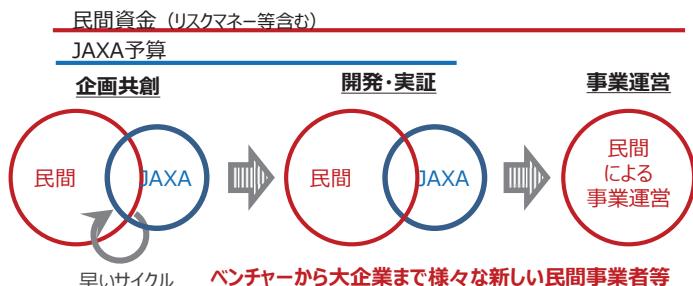 民間資金（リスクマネー等含む）
JAXA予算
企画共創
開発・実証
事業運営
民間
JAXA
民間
JAXA
民間
による
事業運営
早いサイクル
ベンチャーから大企業まで様々な新しい民間事業者等